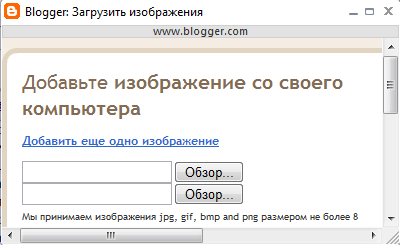 Blogger: Загрузить изображения
www.blogger.com
Добавьте изображение со своего
компьютера
Добавить еще одно изображение
Обзор...
Обзор...
Мы принимаем изображения jpg, gif, bmp and png размером не более 8